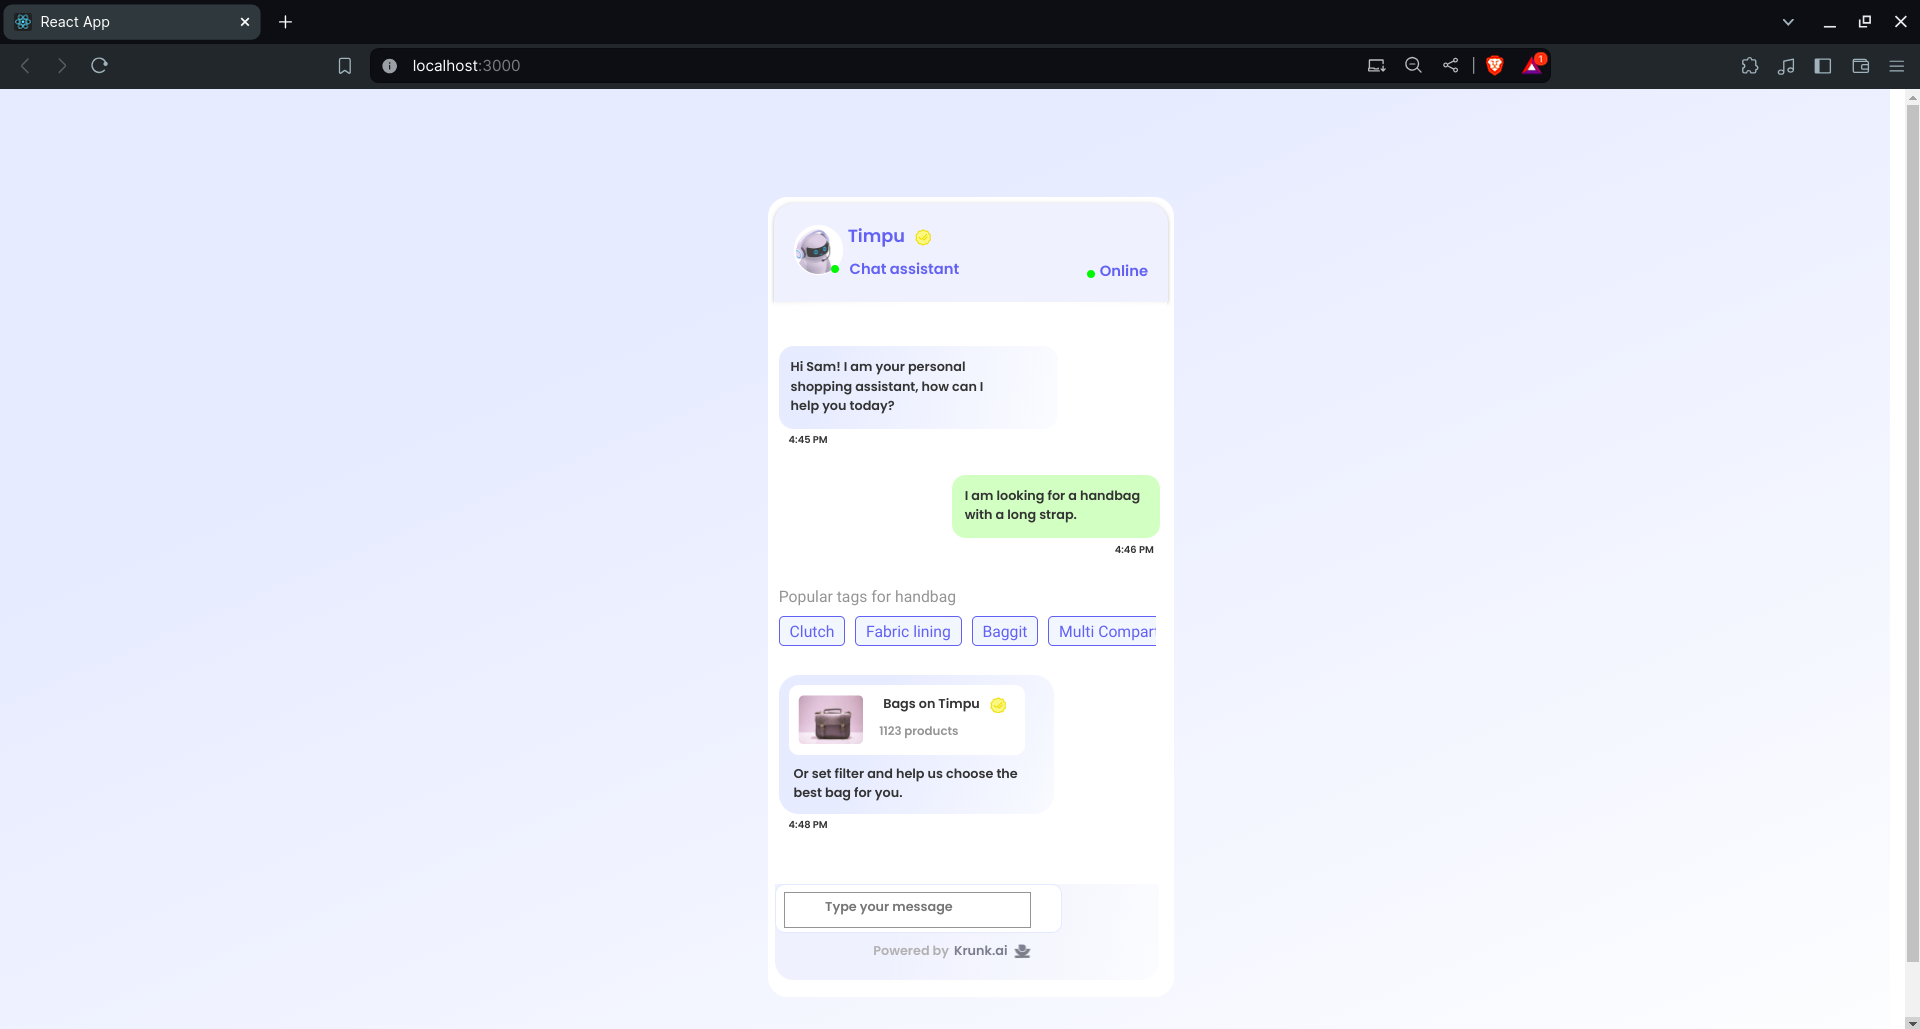 React App
localhost:3000
1
Timpu
Chat assistant
Online
Hi Sam! I am your personal
shopping assistant, how can I
help you today?
4:45 PM
I am looking for a handbag
with a long strap.
4:46 PM
Popular tags for handbag
Clutch
Fabric lining
Baggit
Multi Compar
Bags on Timpu
1123 products
Or set filter and help us choose the
best bag for you.
4:48 PM
Type your message
Powered by Krunk.ai